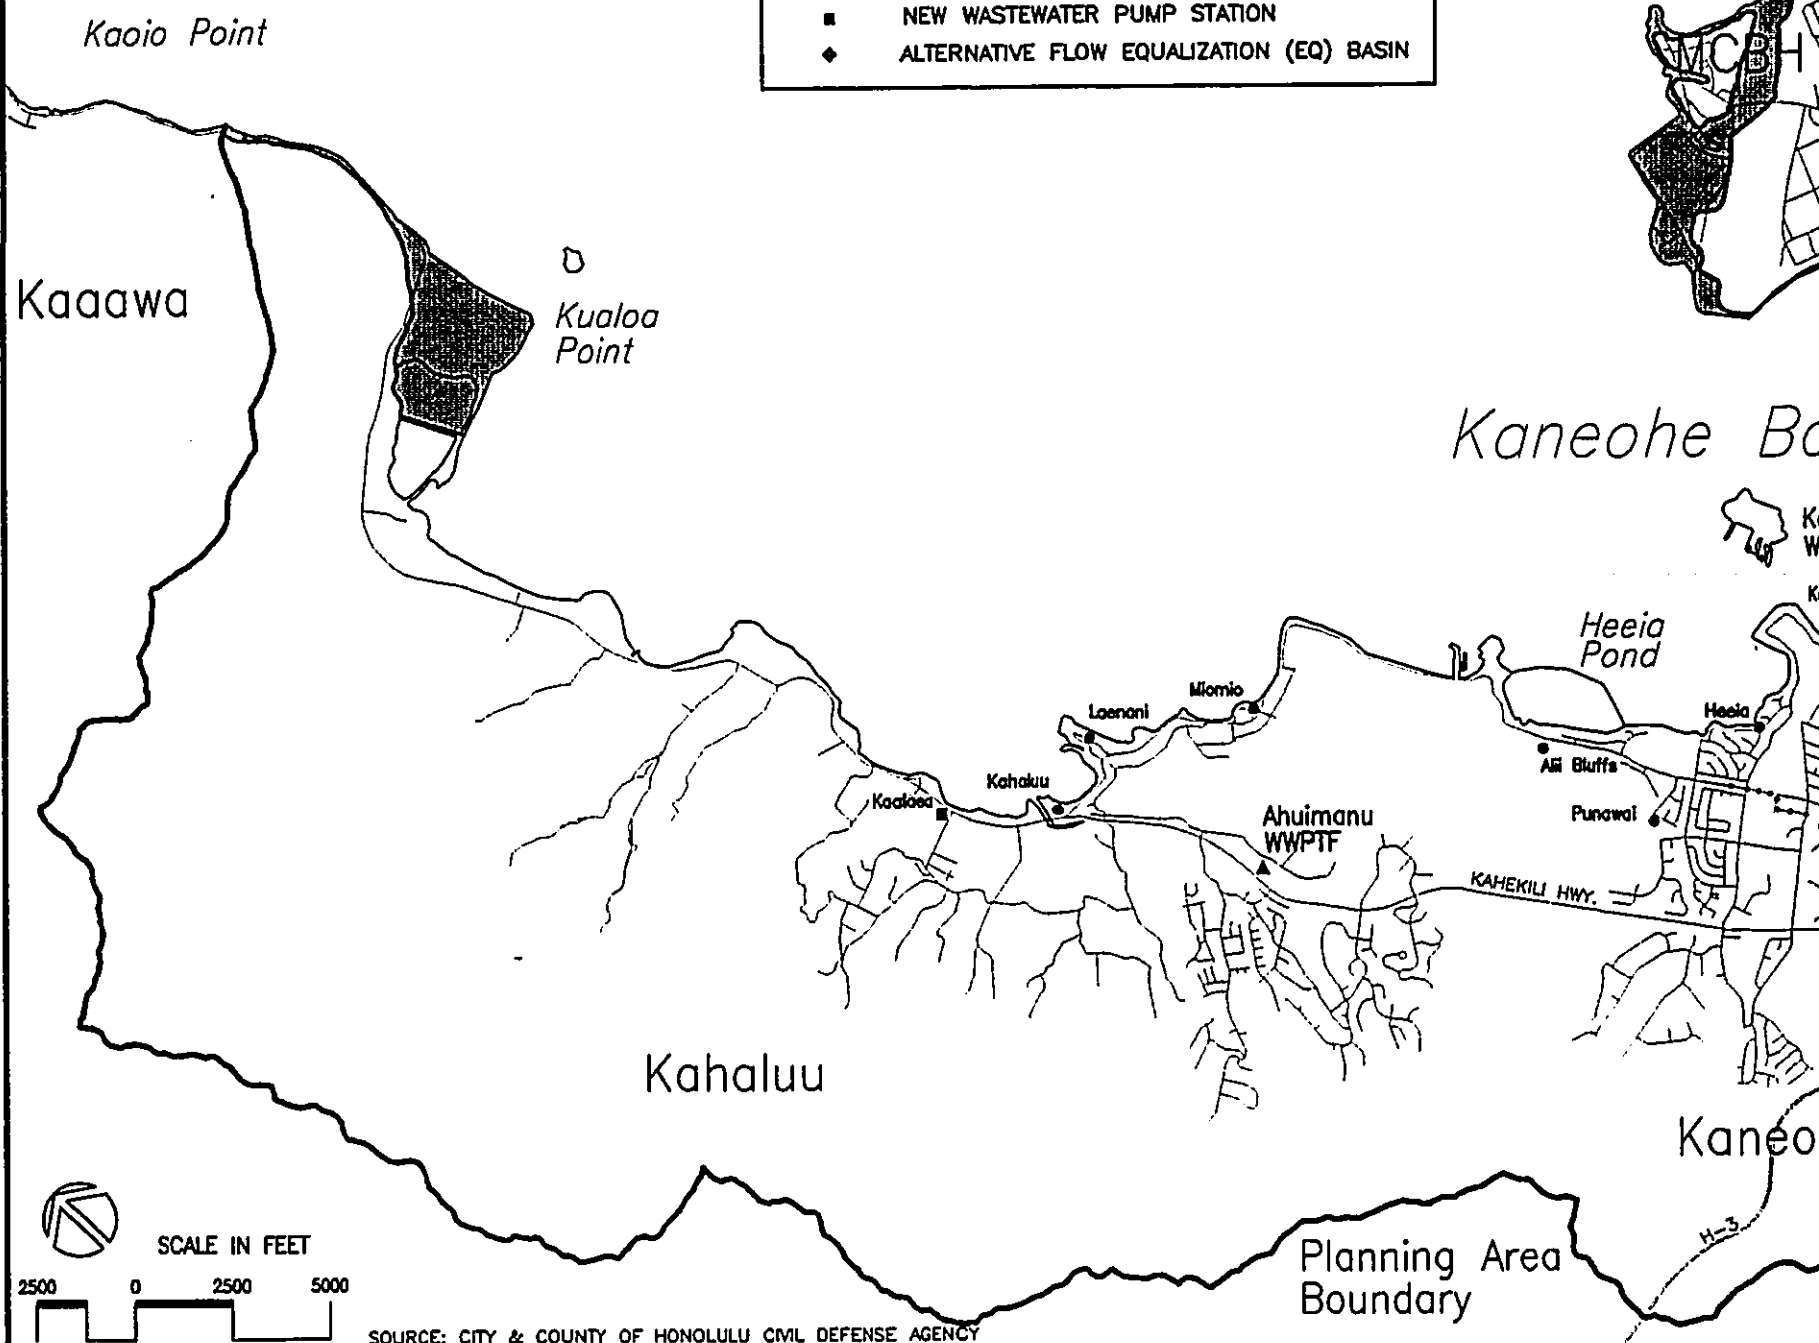 Kaoio Point
NEW WASTEWATER PUMP STATION
ALTERNATIVE FLOW EQUALIZATION (EQ) BASIN
MCBH
Kaaawa
Kualoa
Point
Kaneohe Ba
K
W
K
Heeia
Pond
Miomio
Laenani
Heeia
Alii Bluffs
Kahaluu
Kaalaea
Punawai
Ahuimanu
WWPTF
KAHEKILI HWY.
Kahaluu
Kaneo
H-3
Planning Area
Boundary
SCALE IN FEET
2500 0 2500 5000
SOURCE: CITY & COUNTY OF HONOLULU CIVIL DEFENSE AGENCY